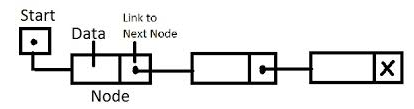 Start
Link to
Next Node
Data
Node
X